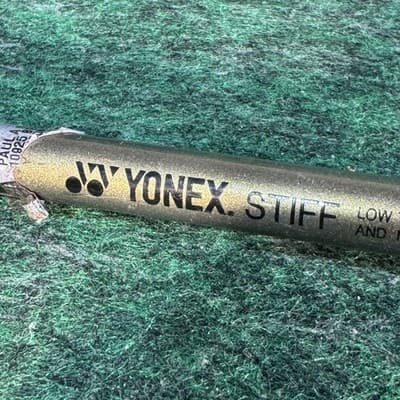 PAUL A
10925
YONEX. STIFF
LOW
AND